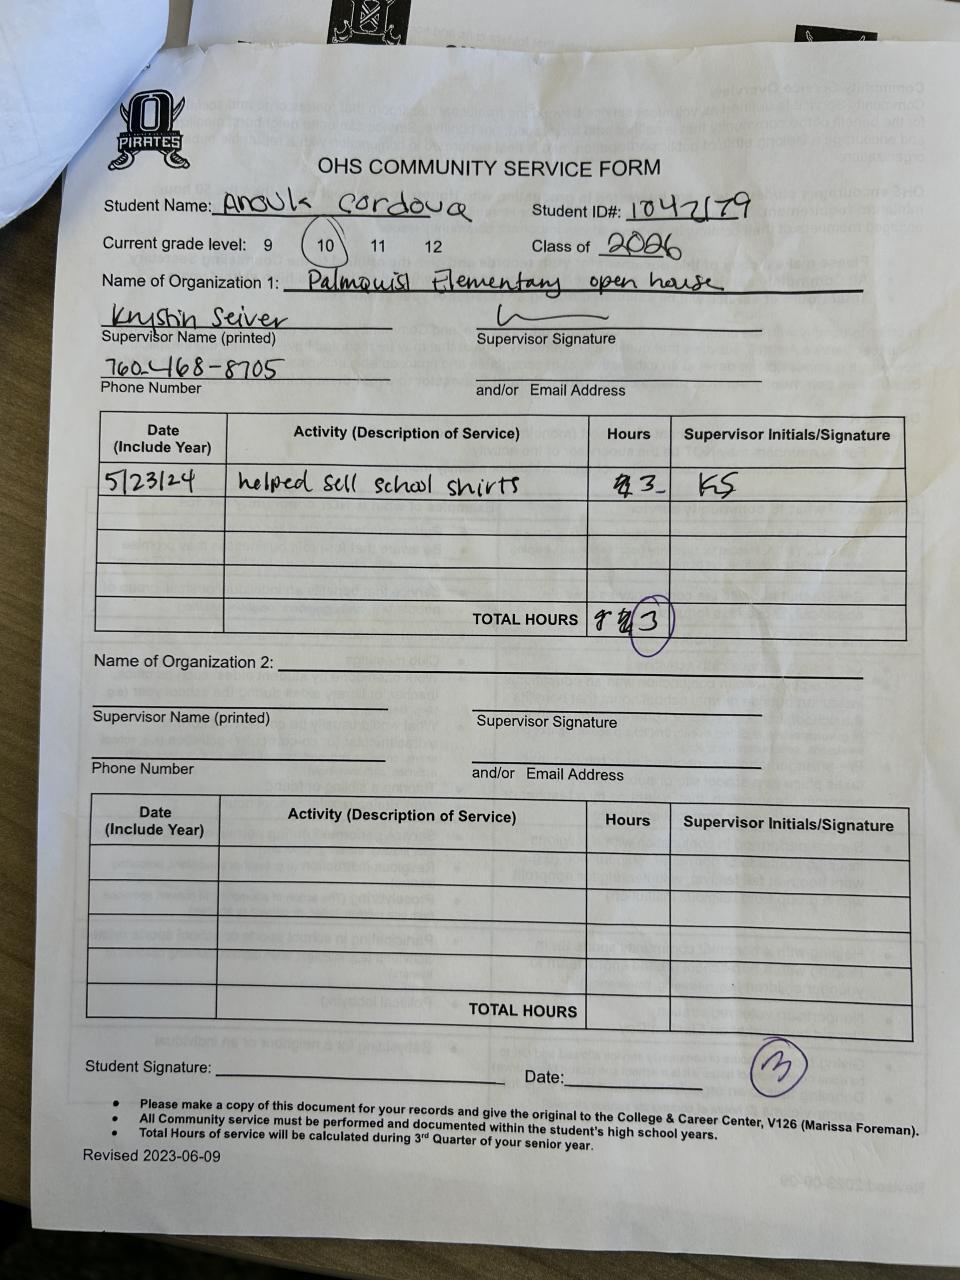 O
PIRATES
OHS COMMUNITY SERVICE FORM
Student Name: Anouk Cordova Student ID#: 1042179
Current grade level: 9 10 11 12 Class of 2026
Name of Organization 1: Palmquist Elementary open house
Krystin Seiver
Supervisor Name (printed) Supervisor Signature
760-468-8705
Phone Number and/or Email Address
Date (Include Year) Activity (Description of Service) Hours Supervisor Initials/Signature
5/23/24 helped sell school shirts 3 KS
TOTAL HOURS 3
Name of Organization 2:
Supervisor Name (printed) Supervisor Signature
Phone Number and/or Email Address
Date (Include Year) Activity (Description of Service) Hours Supervisor Initials/Signature
TOTAL HOURS
3
Student Signature: Date:
• Please make a copy of this document for your records and give the original to the College & Career Center, V126 (Marissa Foreman).
• All Community service must be performed and documented within the student's high school years.
• Total Hours of service will be calculated during 3rd Quarter of your senior year.
Revised 2023-06-09